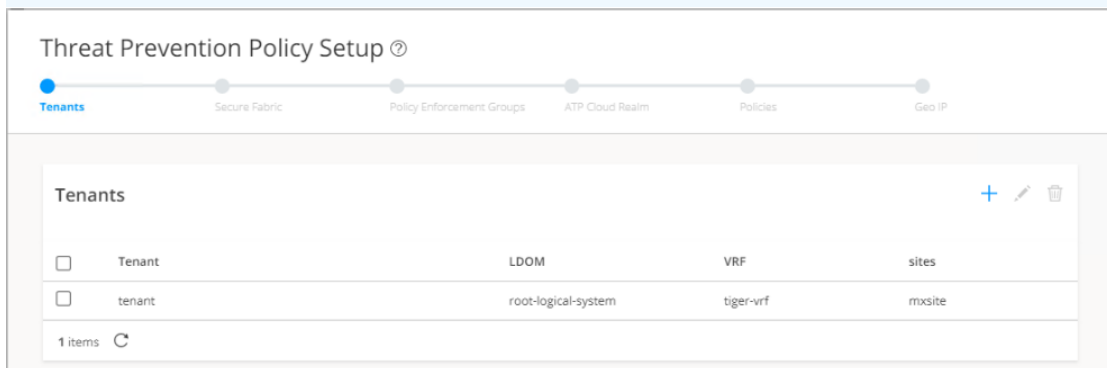 Threat Prevention Policy Setup ?
Tenants Secure Fabric Policy Enforcement Groups ATP Cloud Realm Policies Geo IP
Tenants
Tenant LDOM VRF sites
tenant root-logical-system tiger-vrf mxsite
1 items